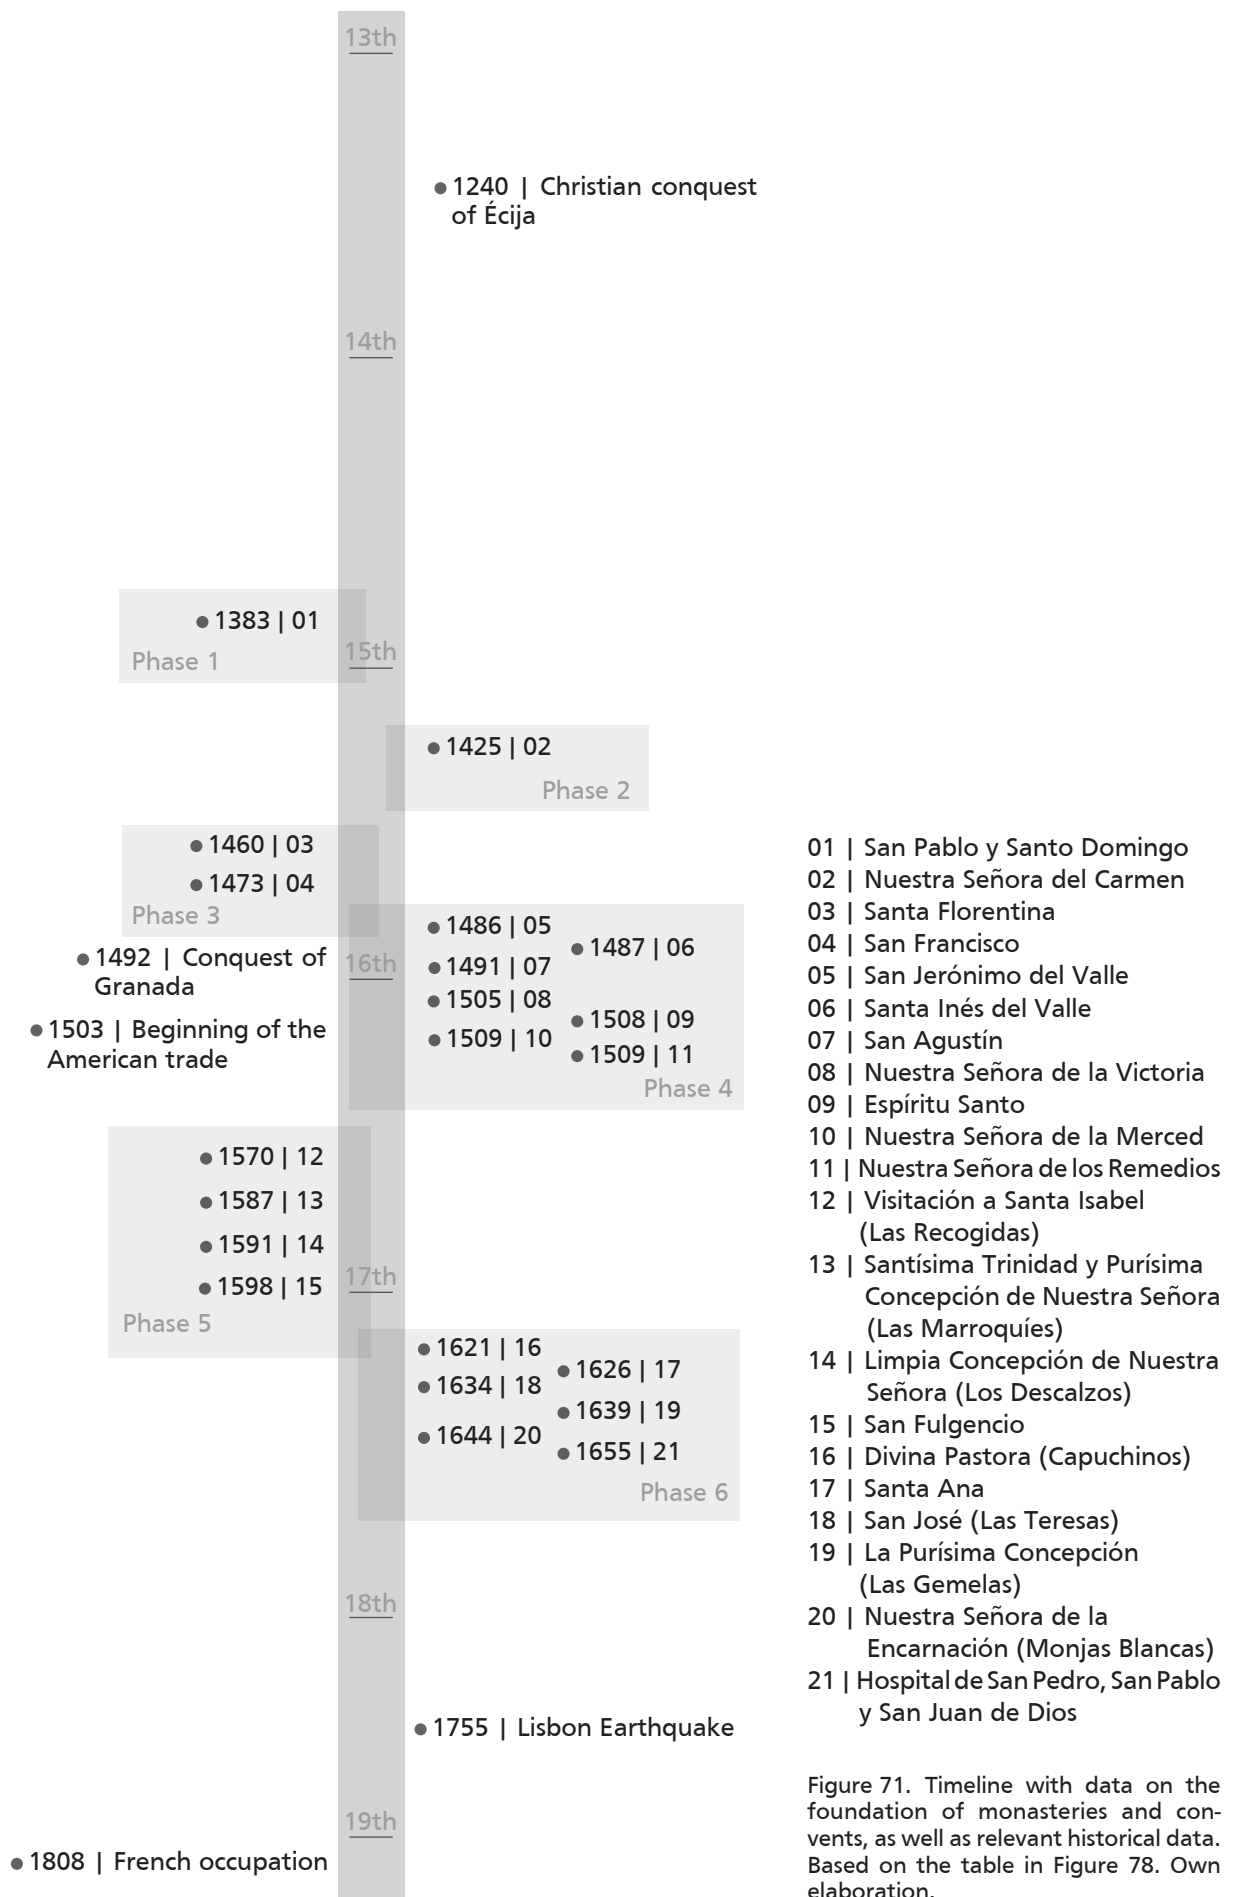 13th
1240 | Christian conquest
of Écija
14th
1383 | 01
Phase 1
15th
1425 | 02
Phase 2
1460 | 03
1473 | 04
Phase 3
1492 | Conquest of
Granada
16th
1503 | Beginning of the
American trade
1486 | 05
1487 | 06
1491 | 07
1505 | 08
1508 | 09
1509 | 10
1509 | 11
Phase 4
1570 | 12
1587 | 13
1591 | 14
1598 | 15
Phase 5
17th
1621 | 16
1626 | 17
1634 | 18
1639 | 19
1644 | 20
1655 | 21
Phase 6
18th
1755 | Lisbon Earthquake
19th
1808 | French occupation
01 | San Pablo y Santo Domingo
02 | Nuestra Señora del Carmen
03 | Santa Florentina
04 | San Francisco
05 | San Jerónimo del Valle
06 | Santa Inés del Valle
07 | San Agustín
08 | Nuestra Señora de la Victoria
09 | Espíritu Santo
10 | Nuestra Señora de la Merced
11 | Nuestra Señora de los Remedios
12 | Visitación a Santa Isabel
(Las Recogidas)
13 | Santísima Trinidad y Purísima
Concepción de Nuestra Señora
(Las Marroquíes)
14 | Limpia Concepción de Nuestra
Señora (Los Descalzos)
15 | San Fulgencio
16 | Divina Pastora (Capuchinos)
17 | Santa Ana
18 | San José (Las Teresas)
19 | La Purísima Concepción
(Las Gemelas)
20 | Nuestra Señora de la
Encarnación (Monjas Blancas)
21 | Hospital de San Pedro, San Pablo
y San Juan de Dios
Figure 71. Timeline with data on the
foundation of monasteries and con-
vents, as well as relevant historical data.
Based on the table in Figure 78. Own
elaboration.